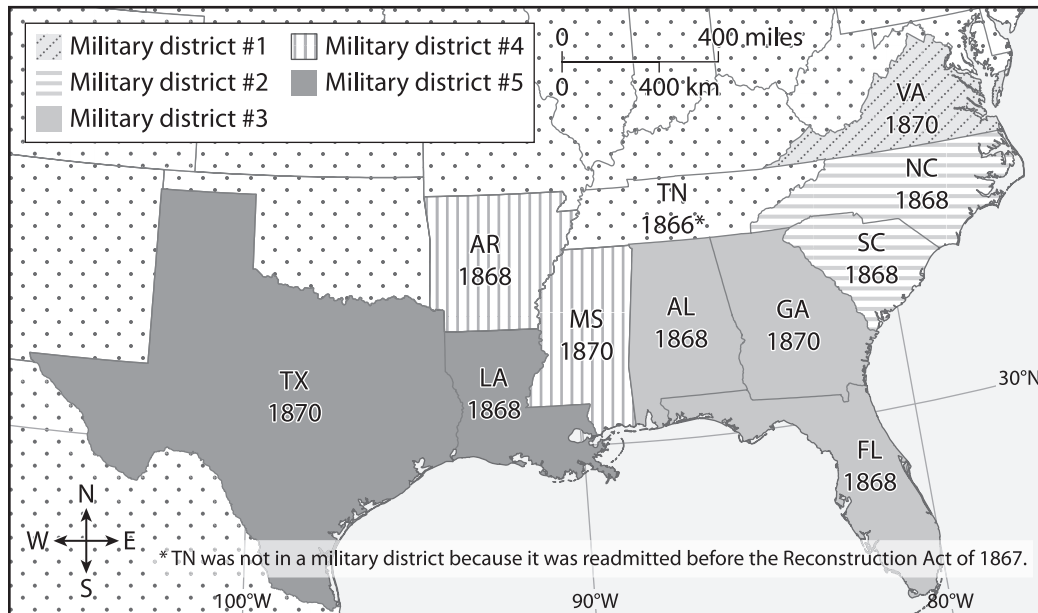 Military district #1
Military district #2
Military district #3
Military district #4
Military district #5
0 400 miles
0 400 km
VA
1870
NC
1868
TN
1866*
SC
1868
AR
1868
MS
1870
AL
1868
GA
1870
TX
1870
LA
1868
FL
1868
30°N
N
W E
S
*TN was not in a military district because it was readmitted before the Reconstruction Act of 1867.
100°W
90°W
80°W